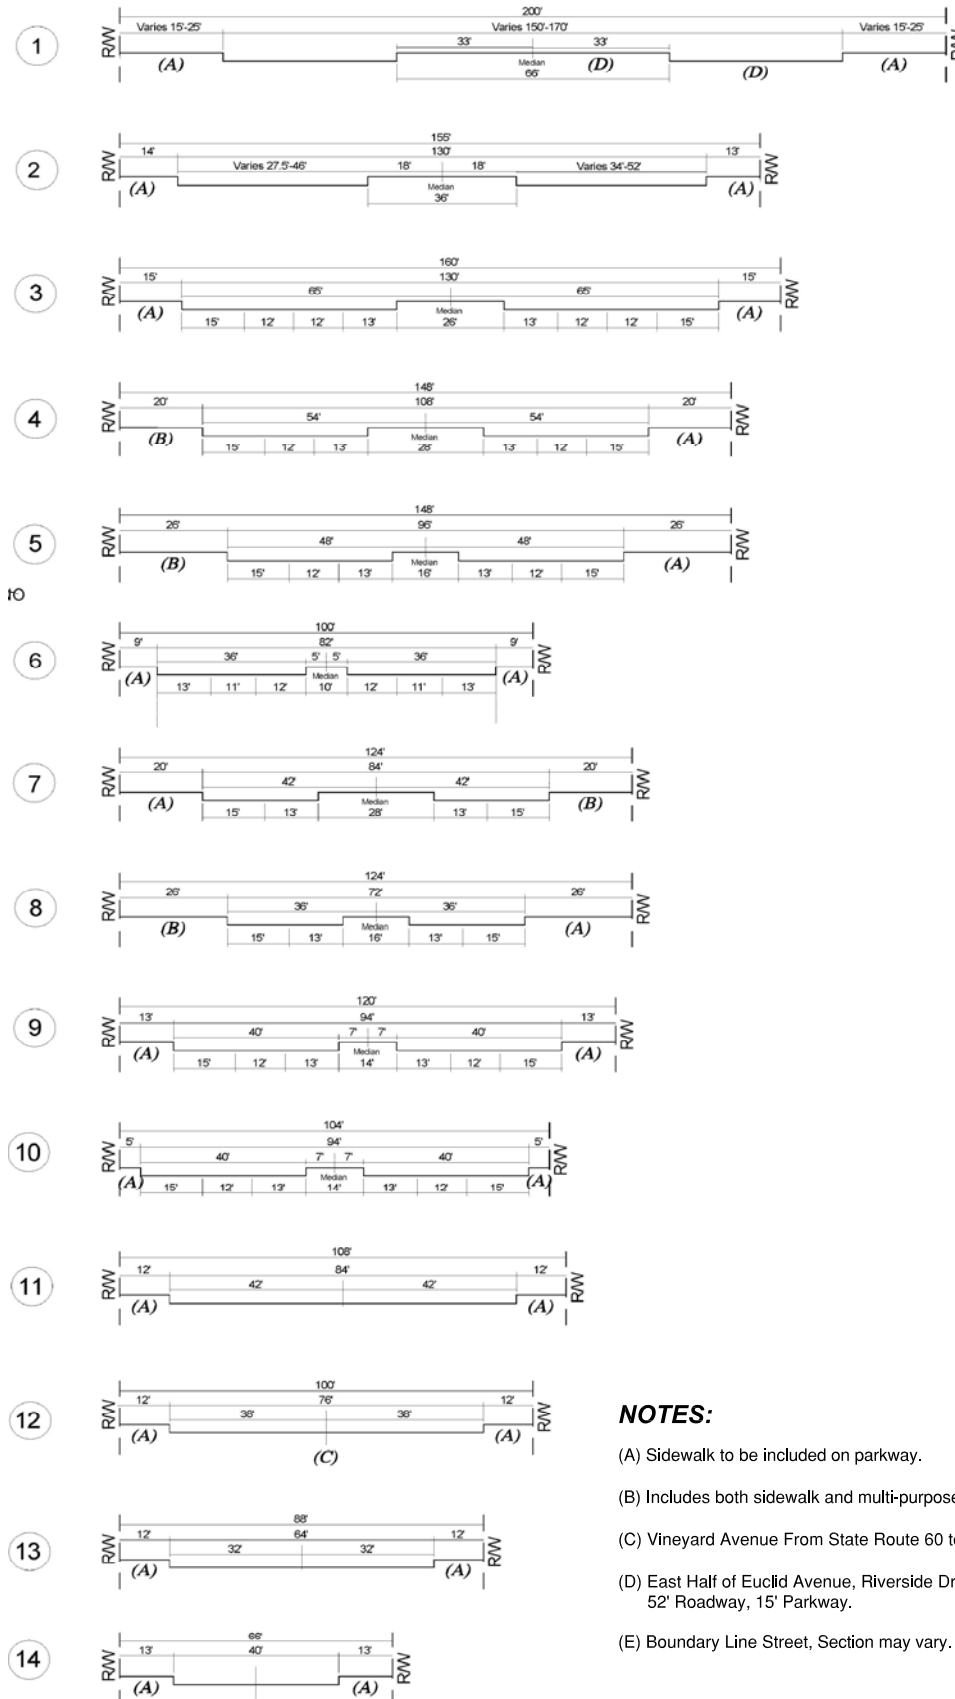 200'
Varies 15'-25' Varies 150'-170' Varies 15'-25'
1 R/W 33' 33' R/W
(A) Median (D) (D) (A)
66'
155'
14' 130' 13'
2 R/W Varies 27.5'-46' 18' 18' Varies 34'-52' R/W
(A) Median (A)
36'
160'
15' 130' 15'
3 R/W 65' 65' R/W
(A) Median (A)
15' 12' 12' 13' 26' 13' 12' 12' 15'
148'
20' 108' 20'
4 R/W 54' 54' R/W
(B) Median (A)
15' 12' 13' 28' 13' 12' 15'
148'
26' 96' 26'
5 R/W 48' 48' R/W
(B) Median (A)
15' 12' 13' 16' 13' 12' 15'
100'
9' 82' 9'
6 R/W 36' 5' 5' 36' R/W
(A) Median (A)
13' 11' 12' 10' 12' 11' 13'
124'
20' 84' 20'
7 R/W 42' 42' R/W
(A) Median (B)
15' 13' 28' 13' 15'
124'
26' 72' 26'
8 R/W 36' 36' R/W
(B) Median (A)
15' 13' 16' 13' 15'
120'
13' 94' 13'
9 R/W 40' 7' 7' 40' R/W
(A) Median (A)
15' 12' 13' 14' 13' 12' 15'
104'
5' 94' 5'
10 R/W 40' 7' 7' 40' R/W
(A) Median (A)
15' 12' 13' 14' 13' 12' 15'
108'
12' 84' 12'
11 R/W 42' 42' R/W
(A) (A)
100'
12' 76' 12'
12 R/W 38' 38' R/W
(A) (C) (A)
88'
12' 64' 12'
13 R/W 32' 32' R/W
(A) (A)
66'
13' 40' 13'
14 R/W R/W
(A) (A)
NOTES:
(A) Sidewalk to be included on parkway.
(B) Includes both sidewalk and multi-purpose
(C) Vineyard Avenue From State Route 60 to
(D) East Half of Euclid Avenue, Riverside Dr
52' Roadway, 15' Parkway.
(E) Boundary Line Street, Section may vary.